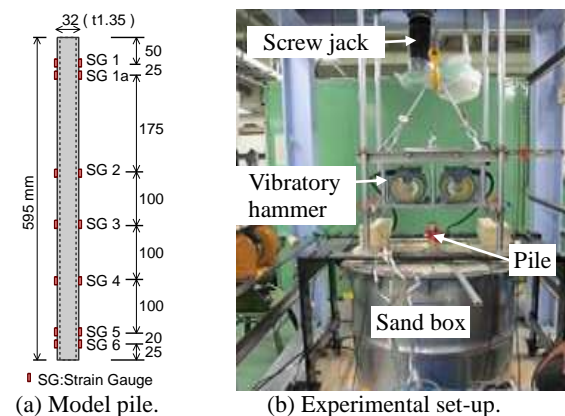 32 ( t1.35)
SG 1
SG 1a
SG 2
SG 3
SG 4
SG 5
SG 6
50
25
175
100
100
100
20
25
595 mm
SG:Strain Gauge
(a) Model pile.
Screw jack
Vibratory
hammer
Pile
Sand box
(b) Experimental set-up.